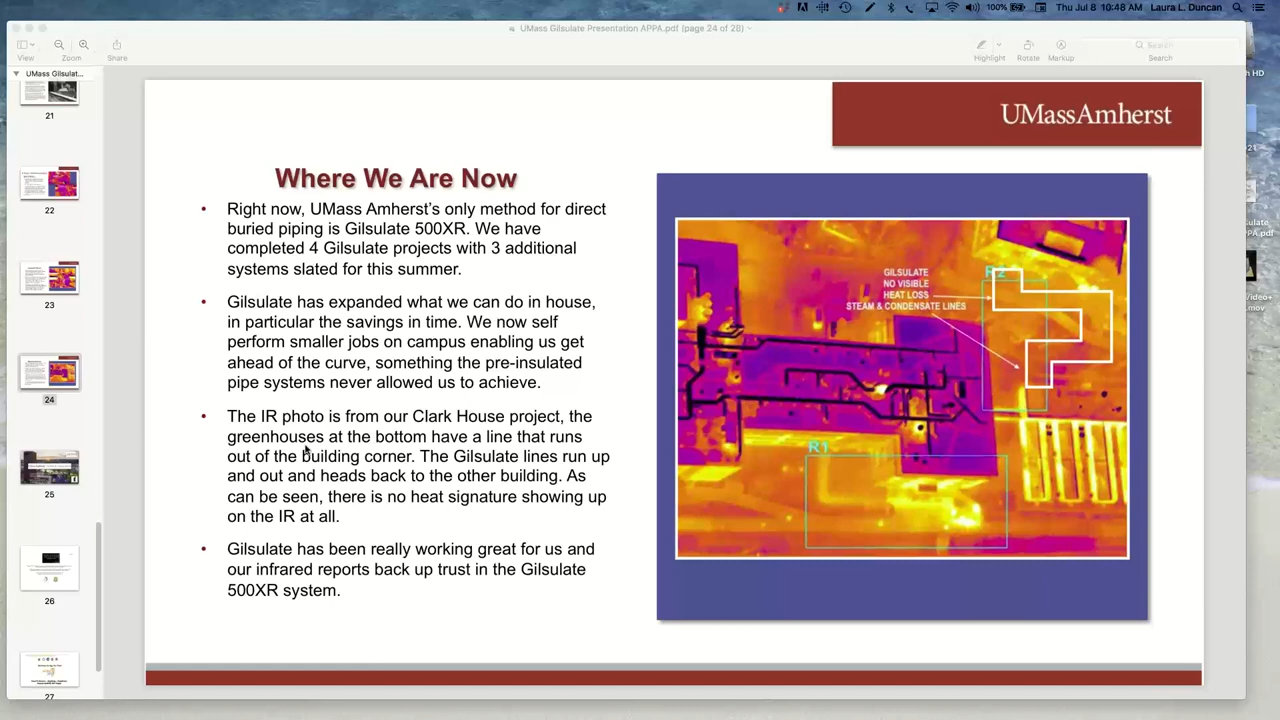 100%
Thu Jul 8 10:48 AM
Laura L. Duncan
UMass Gilsulate Presentation APPA.pdf (page 24 of 28)
View
Zoom
Share
Highlight
Rotate
Markup
Search
Search
UMass Gilsulat...
21
22
23
24
25
26
27
UMassAmherst
Where We Are Now
• Right now, UMass Amherst's only method for direct
buried piping is Gilsulate 500XR. We have
completed 4 Gilsulate projects with 3 additional
systems slated for this summer.
• Gilsulate has expanded what we can do in house,
in particular the savings in time. We now self
perform smaller jobs on campus enabling us get
ahead of the curve, something the pre-insulated
pipe systems never allowed us to achieve.
• The IR photo is from our Clark House project, the
greenhouses at the bottom have a line that runs
out of the building corner. The Gilsulate lines run up
and out and heads back to the other building. As
can be seen, there is no heat signature showing up
on the IR at all.
• Gilsulate has been really working great for us and
our infrared reports back up trust in the Gilsulate
500XR system.
GILSULATE
NO VISIBLE
HEAT LOSS
STEAM & CONDENSATE LINES
R2
R1